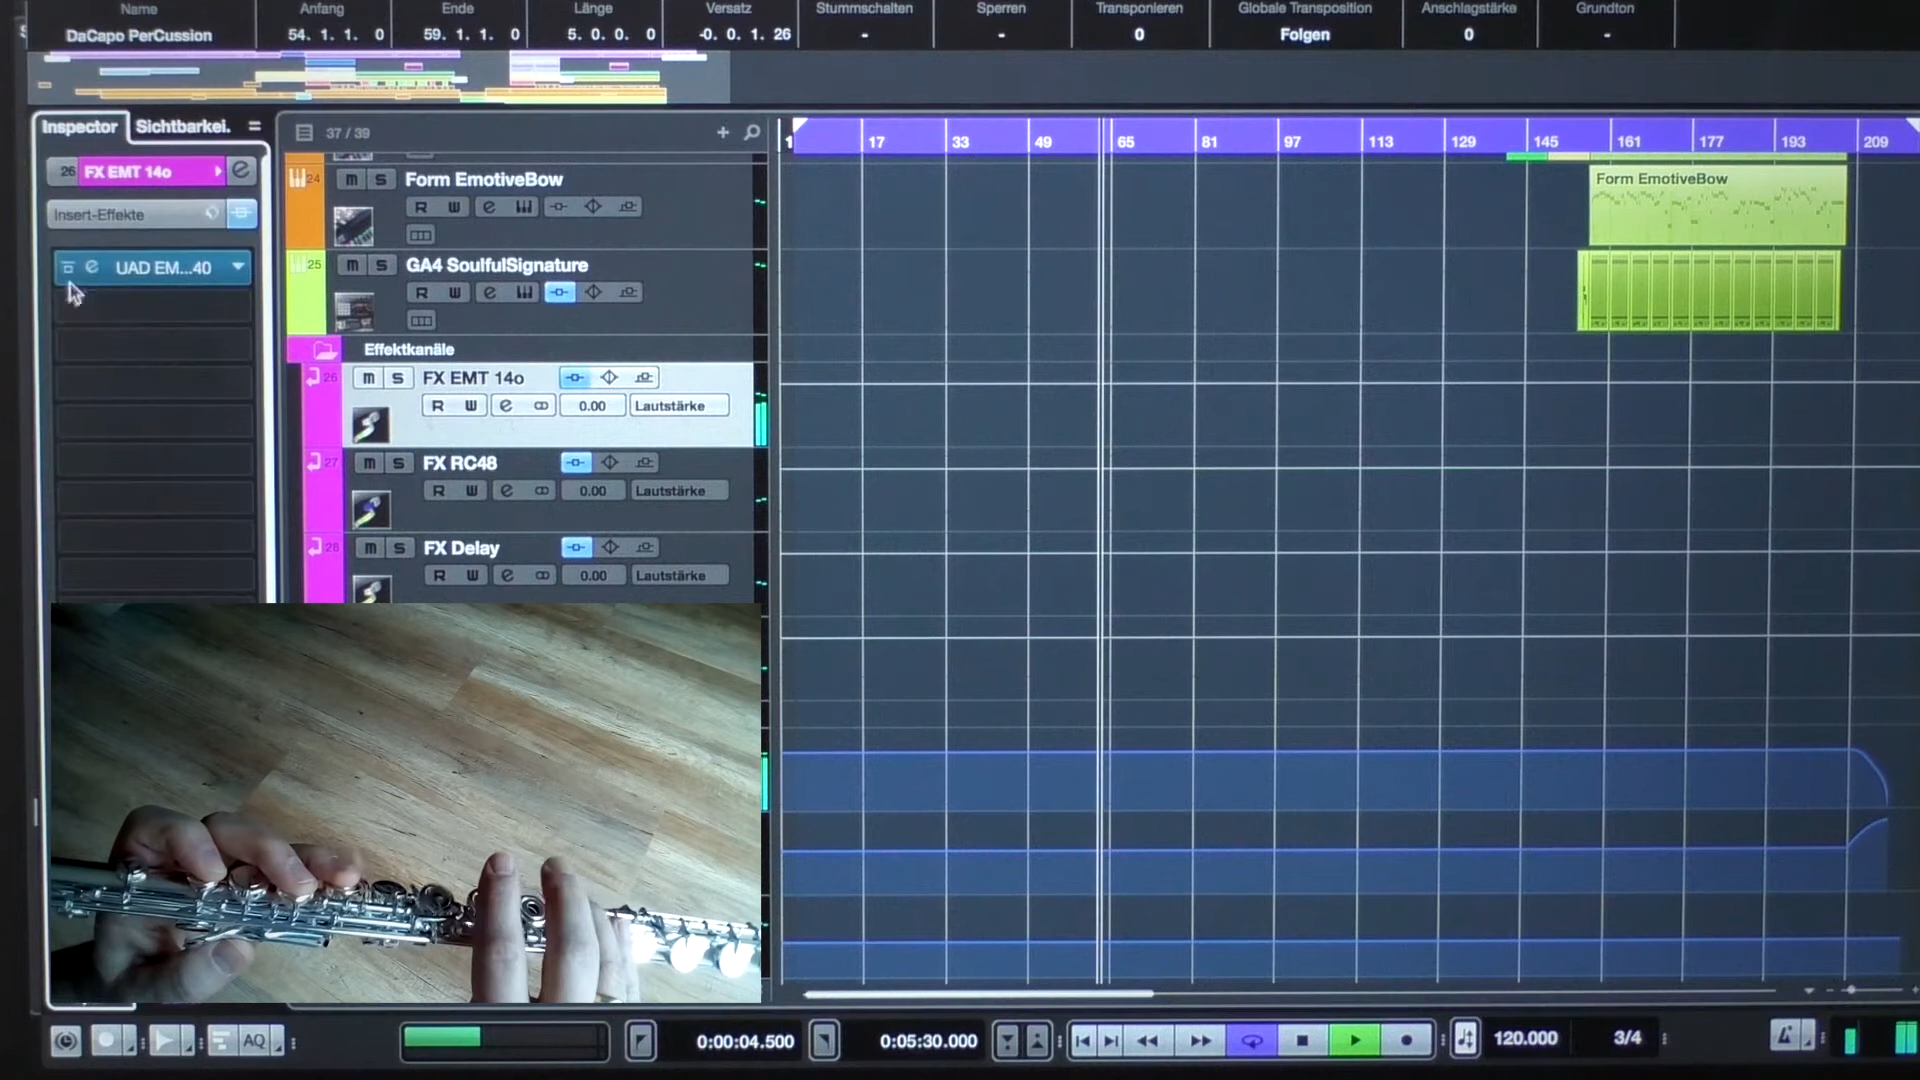 Name Anfang Ende Länge Versatz Stummschalten Sperren Transponieren Globale Transposition Anschlagstärke Grundton
DaCapo PerCussion 54. 1. 1. 0 59. 1. 1. 0 5. 0. 0. 0 -0. 0. 1. 26 - - 0 Folgen 0 -
Inspector Sichtbarkei.
37 / 39
1 17 33 49 65 81 97 113 129 145 161 177 193 209
26 FX EMT 14o
Insert-Effekte
UAD EM...40
24 m S Form EmotiveBow
R W e
Form EmotiveBow
25 m S GA4 SoulfulSignature
R W e
Effektkanäle
26 m S FX EMT 14o
R W e 0.00 Lautstärke
27 m S FX RC48
R W e 0.00 Lautstärke
28 m S FX Delay
R W e 0.00 Lautstärke
AQ 0:00:04.500 0:05:30.000 120.000 3/4